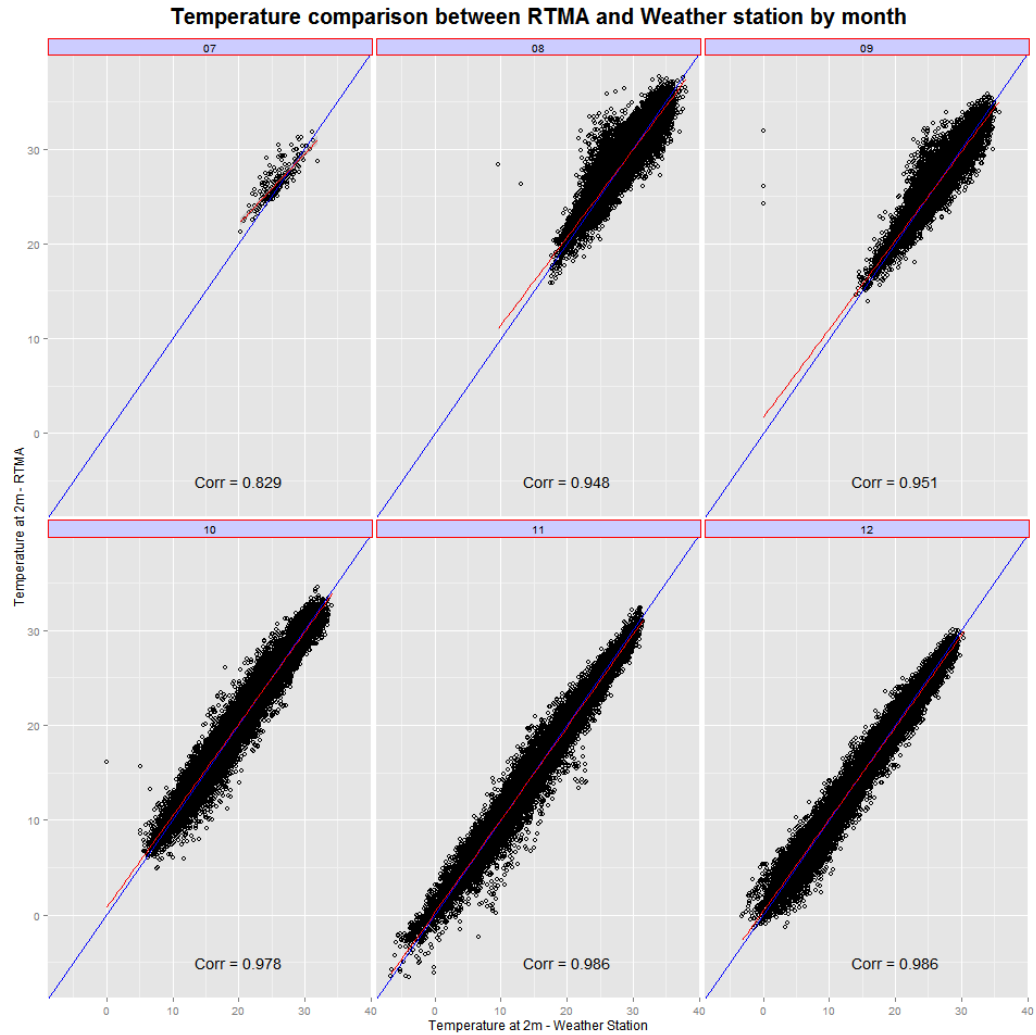 Temperature comparison between RTMA and Weather station by month
07 08 09
30
20
10
0
Corr = 0.829 Corr = 0.948 Corr = 0.951
Temperature at 2m - RTMA
10 11 12
30
20
10
0
Corr = 0.978 Corr = 0.986 Corr = 0.986
0 10 20 30 40 0 10 20 30 40 0 10 20 30 40
Temperature at 2m - Weather Station